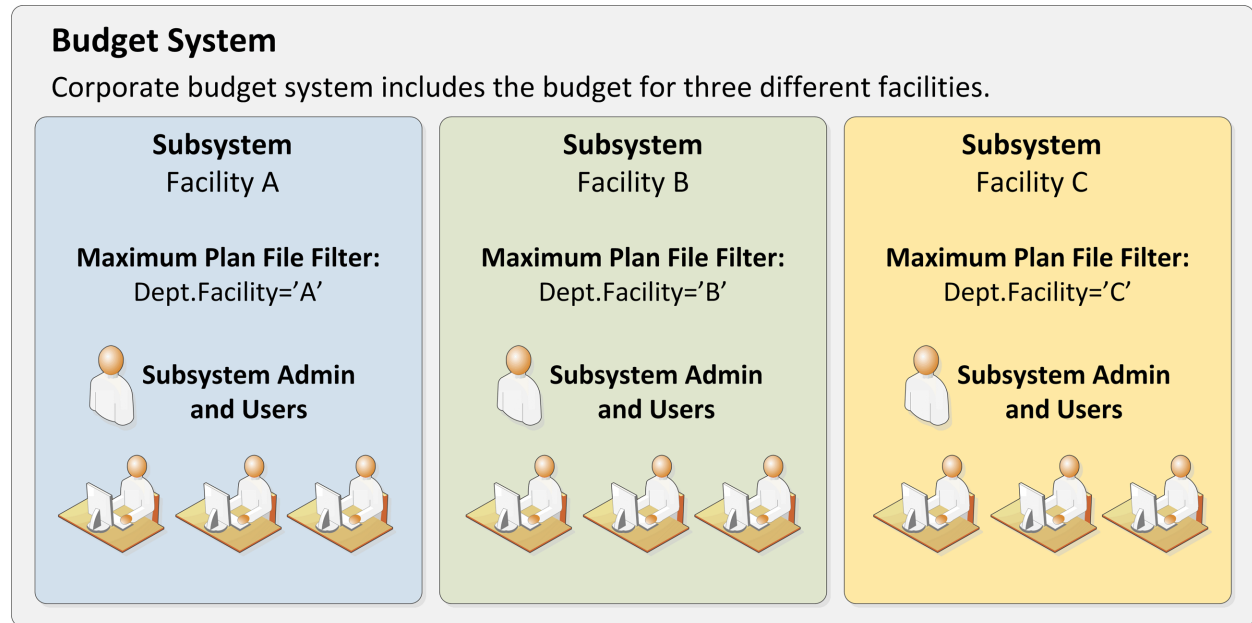 Budget System
Corporate budget system includes the budget for three different facilities.
Subsystem
Facility A
Maximum Plan File Filter:
Dept.Facility=’A’
Subsystem Admin
and Users
Subsystem
Facility B
Maximum Plan File Filter:
Dept.Facility=’B’
Subsystem Admin
and Users
Subsystem
Facility C
Maximum Plan File Filter:
Dept.Facility=’C’
Subsystem Admin
and Users